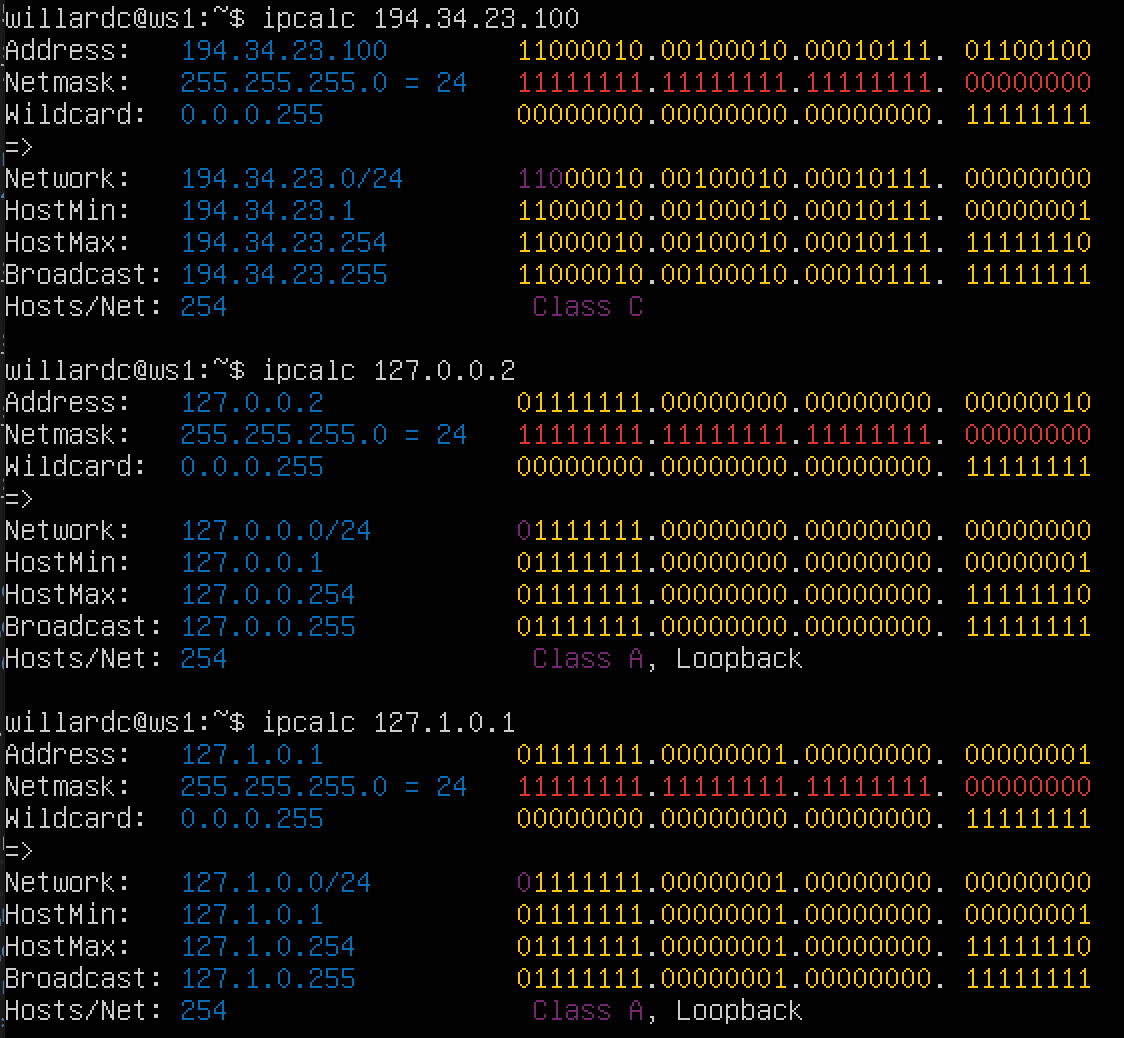 willardc@ws1:~$ ipcalc 194.34.23.100
Address:   194.34.23.100        11000010.00100010.00010111. 01100100
Netmask:   255.255.255.0 = 24   11111111.11111111.11111111. 00000000
Wildcard:  0.0.0.255            00000000.00000000.00000000. 11111111
=>
Network:   194.34.23.0/24       11000010.00100010.00010111. 00000000
HostMin:   194.34.23.1          11000010.00100010.00010111. 00000001
HostMax:   194.34.23.254        11000010.00100010.00010111. 11111110
Broadcast: 194.34.23.255        11000010.00100010.00010111. 11111111
Hosts/Net: 254                   Class C
willardc@ws1:~$ ipcalc 127.0.0.2
Address:   127.0.0.2            01111111.00000000.00000000. 00000010
Netmask:   255.255.255.0 = 24   11111111.11111111.11111111. 00000000
Wildcard:  0.0.0.255            00000000.00000000.00000000. 11111111
=>
Network:   127.0.0.0/24         01111111.00000000.00000000. 00000000
HostMin:   127.0.0.1            01111111.00000000.00000000. 00000001
HostMax:   127.0.0.254          01111111.00000000.00000000. 11111110
Broadcast: 127.0.0.255          01111111.00000000.00000000. 11111111
Hosts/Net: 254                   Class A, Loopback
willardc@ws1:~$ ipcalc 127.1.0.1
Address:   127.1.0.1            01111111.00000001.00000000. 00000001
Netmask:   255.255.255.0 = 24   11111111.11111111.11111111. 00000000
Wildcard:  0.0.0.255            00000000.00000000.00000000. 11111111
=>
Network:   127.1.0.0/24         01111111.00000001.00000000. 00000000
HostMin:   127.1.0.1            01111111.00000001.00000000. 00000001
HostMax:   127.1.0.254          01111111.00000001.00000000. 11111110
Broadcast: 127.1.0.255          01111111.00000001.00000000. 11111111
Hosts/Net: 254                   Class A, Loopback